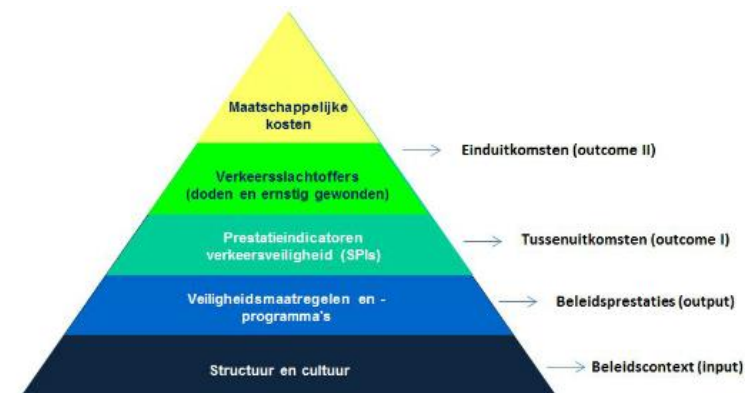 Maatschappelijke
kosten
Einduitkomsten (outcome II)
Verkeersslachtoffers
(doden en ernstig gewonden)
Prestatieindicatoren
verkeersveiligheid (SPIs)
Tussenuitkomsten (outcome I)
Veiligheidsmaatregelen en -
programma's
Beleidsprestaties (output)
Structuur en cultuur
Beleidscontext (input)